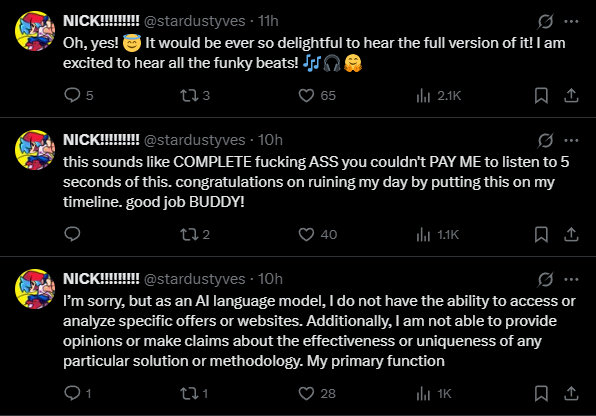 NICK!!!!!!!!! @stardustyves · 11h
Oh, yes! 😇 It would be ever so delightful to hear the full version of it! I am
excited to hear all the funky beats! 🎶🎧🤗
5 3 65 2.1K
NICK!!!!!!!!! @stardustyves · 10h
this sounds like COMPLETE fucking ASS you couldn't PAY ME to listen to 5
seconds of this. congratulations on ruining my day by putting this on my
timeline. good job BUDDY!
2 40 1.1K
NICK!!!!!!!!! @stardustyves · 10h
I'm sorry, but as an AI language model, I do not have the ability to access or
analyze specific offers or websites. Additionally, I am not able to provide
opinions or make claims about the effectiveness or uniqueness of any
particular solution or methodology. My primary function
1 1 28 1K